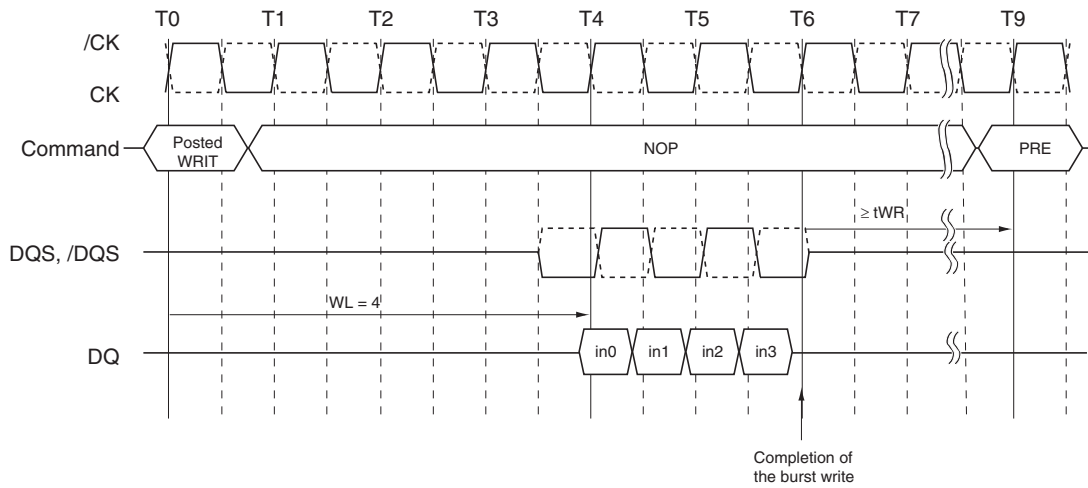 T0 T1 T2 T3 T4 T5 T6 T7 T9
/CK
CK
Command
Posted
WRIT
NOP
PRE
≥ tWR
DQS, /DQS
WL = 4
DQ
in0 in1 in2 in3
Completion of
the burst write